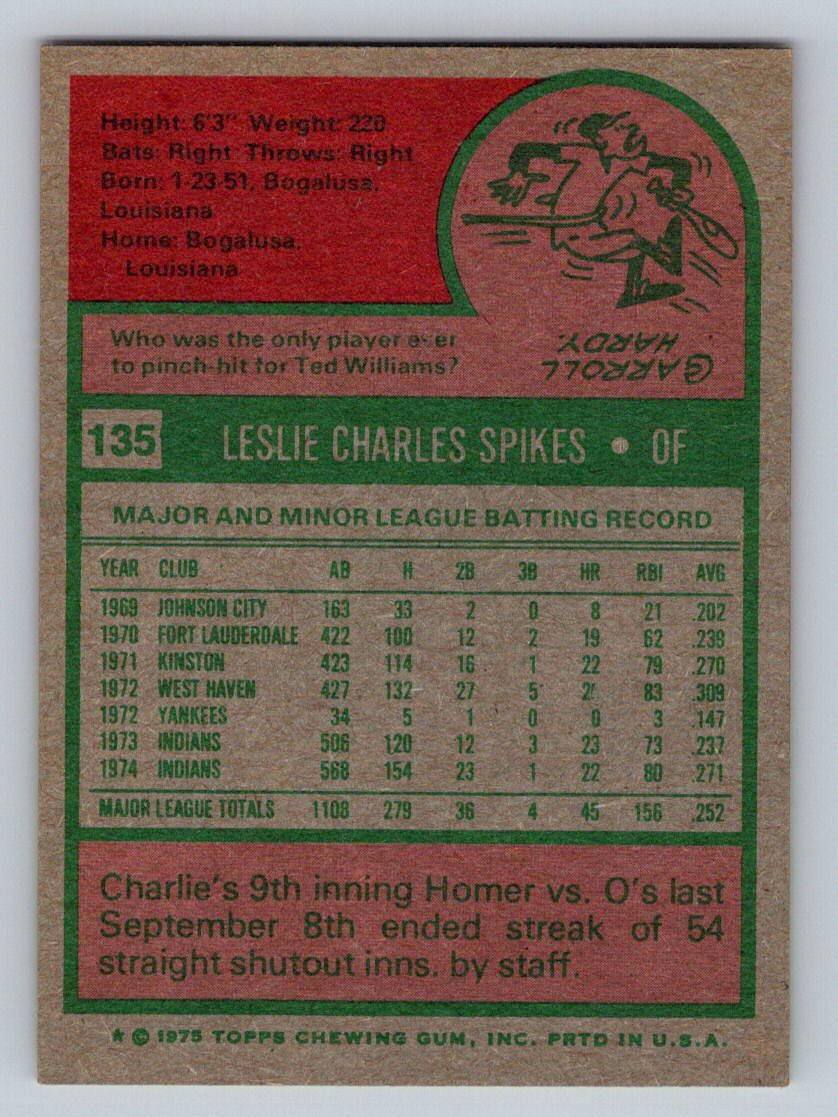 Height: 6'3" Weight: 220
Bats: Right Throws: Right
Born: 1-23-51, Bogalusa,
Louisiana
Home: Bogalusa,
Louisiana
Who was the only player ever
to pinch-hit for Ted Williams?
CARROLL
HARDY.
135 LESLIE CHARLES SPIKES • OF
MAJOR AND MINOR LEAGUE BATTING RECORD
YEAR CLUB AB H 2B 3B HR RBI AVG
1969 JOHNSON CITY 163 33 2 0 8 21 .202
1970 FORT LAUDERDALE 422 100 12 2 19 62 .239
1971 KINSTON 423 114 16 1 22 79 .270
1972 WEST HAVEN 427 132 27 5 83 .309
1972 YANKEES 34 5 1 0 0 3 .147
1973 INDIANS 506 120 12 3 23 73 .237
1974 INDIANS 568 154 23 1 22 80 .271
MAJOR LEAGUE TOTALS 1108 279 36 4 45 156 .252
Charlie's 9th inning Homer vs. O's last
September 8th ended streak of 54
straight shutout inns. by staff.
★ © 1975 TOPPS CHEWING GUM, INC. PRTD IN U.S.A.